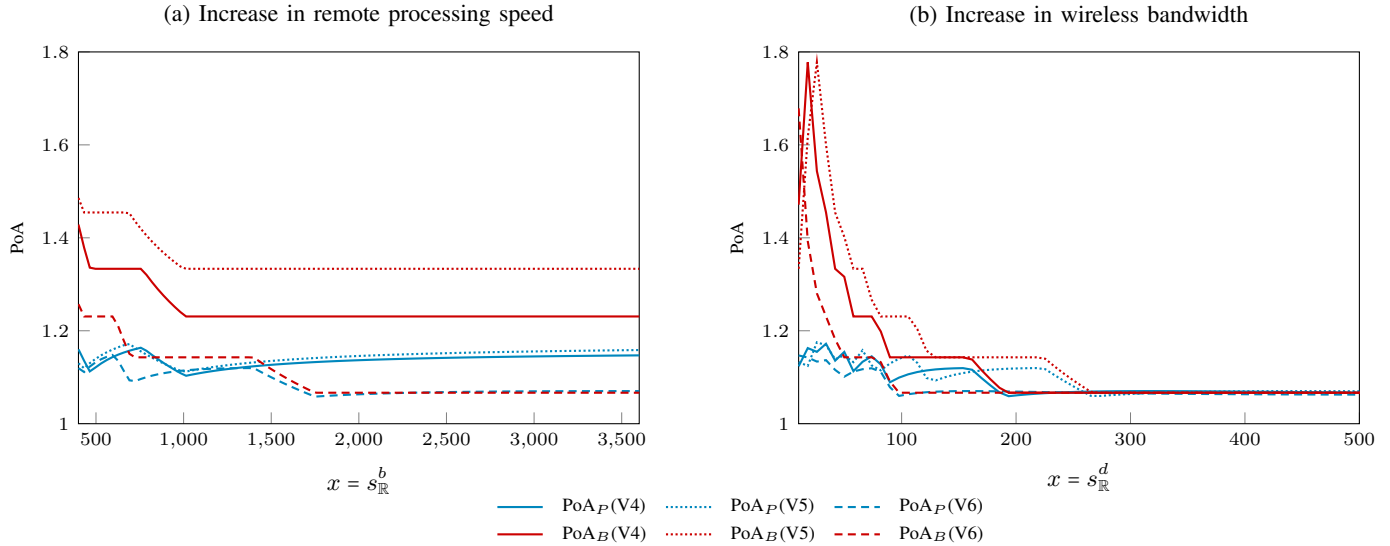 (a) Increase in remote processing speed
1.8
1.6
1.4
1.2
1
PoA
500 1,000 1,500 2,000 2,500 3,000 3,500
x = s_ℝ^b
(b) Increase in wireless bandwidth
1.8
1.6
1.4
1.2
1
PoA
100 200 300 400 500
x = s_ℝ^d
PoA_P(V4) PoA_P(V5) PoA_P(V6)
PoA_B(V4) PoA_B(V5) PoA_B(V6)